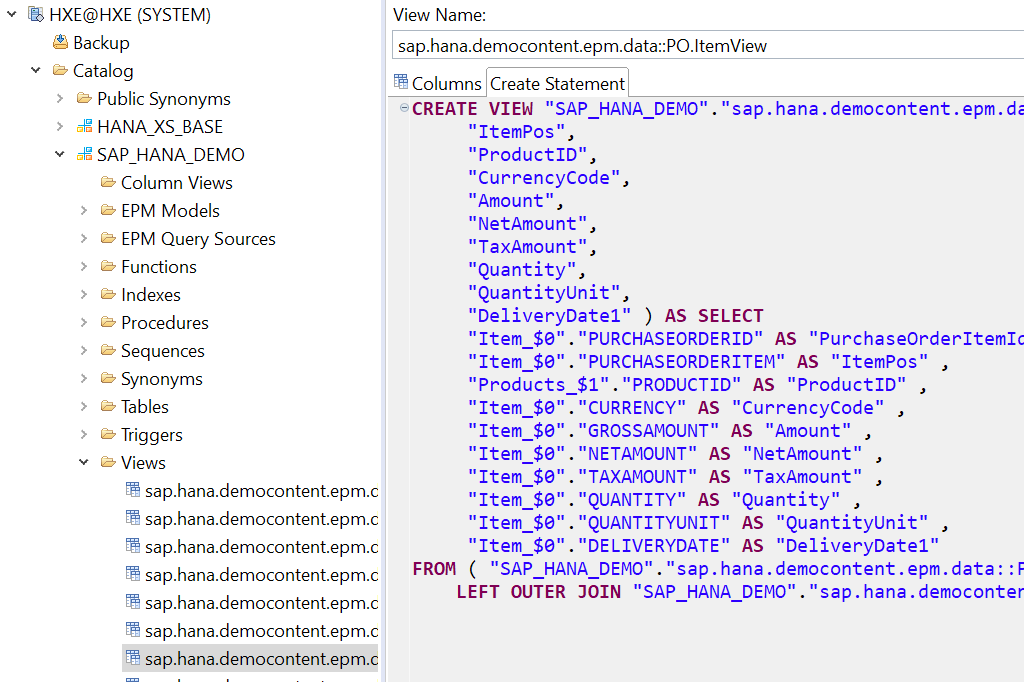 HXE@HXE (SYSTEM)
Backup
Catalog
Public Synonyms
HANA_XS_BASE
SAP_HANA_DEMO
Column Views
EPM Models
EPM Query Sources
Functions
Indexes
Procedures
Sequences
Synonyms
Tables
Triggers
Views
sap.hana.democontent.epm.c
sap.hana.democontent.epm.c
sap.hana.democontent.epm.c
sap.hana.democontent.epm.c
sap.hana.democontent.epm.c
sap.hana.democontent.epm.c
sap.hana.democontent.epm.c
View Name:
sap.hana.democontent.epm.data::PO.ItemView
Columns Create Statement
CREATE VIEW "SAP_HANA_DEMO"."sap.hana.democontent.epm.da
"ItemPos",
"ProductID",
"CurrencyCode",
"Amount",
"NetAmount",
"TaxAmount",
"Quantity",
"QuantityUnit",
"DeliveryDate1" ) AS SELECT
"Item_$0"."PURCHASEORDERID" AS "PurchaseOrderItemId
"Item_$0"."PURCHASEORDERITEM" AS "ItemPos" ,
"Products_$1"."PRODUCTID" AS "ProductID" ,
"Item_$0"."CURRENCY" AS "CurrencyCode" ,
"Item_$0"."GROSSAMOUNT" AS "Amount" ,
"Item_$0"."NETAMOUNT" AS "NetAmount" ,
"Item_$0"."TAXAMOUNT" AS "TaxAmount" ,
"Item_$0"."QUANTITY" AS "Quantity" ,
"Item_$0"."QUANTITYUNIT" AS "QuantityUnit" ,
"Item_$0"."DELIVERYDATE" AS "DeliveryDate1"
FROM ( "SAP_HANA_DEMO"."sap.hana.democontent.epm.data::P
LEFT OUTER JOIN "SAP_HANA_DEMO"."sap.hana.democonten